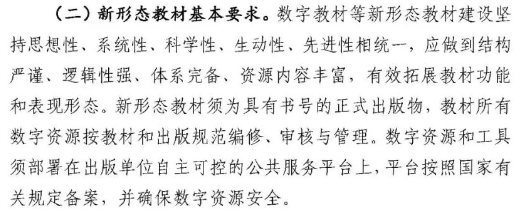 （二）新形态教材基本要求。数字教材等新形态教材建设坚
持思想性、系统性、科学性、生动性、先进性相统一，应做到结构
严谨、逻辑性强、体系完备、资源内容丰富，有效拓展教材功能
和表现形态。新形态教材须为具有书号的正式出版物，教材所有
数字资源按教材和出版规范编修、审核与管理。数字资源和工具
须部署在出版单位自主可控的公共服务平台上，平台按照国家有
关规定备案，并确保数字资源安全。